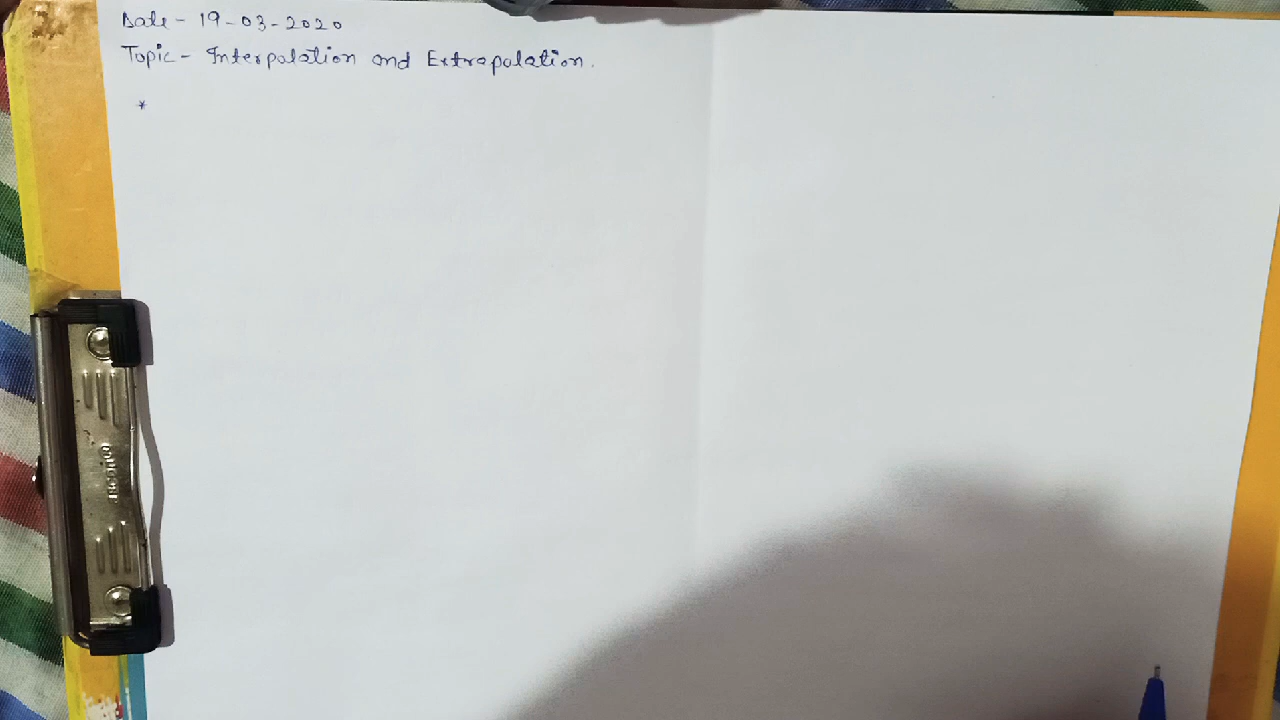 Date - 19-03-2020
Topic - Interpolation and Extrapolation.
*